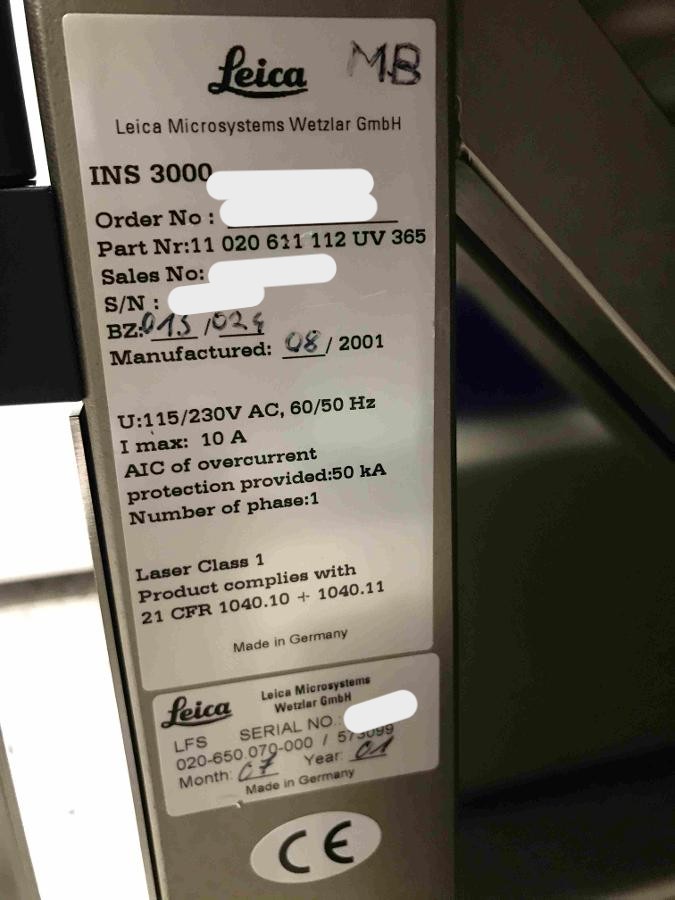 Leica MB
Leica Microsystems Wetzlar GmbH
INS 3000
Order No :
Part Nr:11 020 611 112 UV 365
Sales No:
S/N :
BZ: 015 /024
Manufactured: 08/ 2001
U:115/230V AC, 60/50 Hz
I max: 10 A
AIC of overcurrent
protection provided:50 kA
Number of phase:1
Laser Class 1
Product complies with
21 CFR 1040.10 + 1040.11
Made in Germany
Leica
Leica Microsystems
Wetzlar GmbH
LFS SERIAL NO.:
020-650.070-000 / 573099
Month: 07 Year: 01
Made in Germany
CE